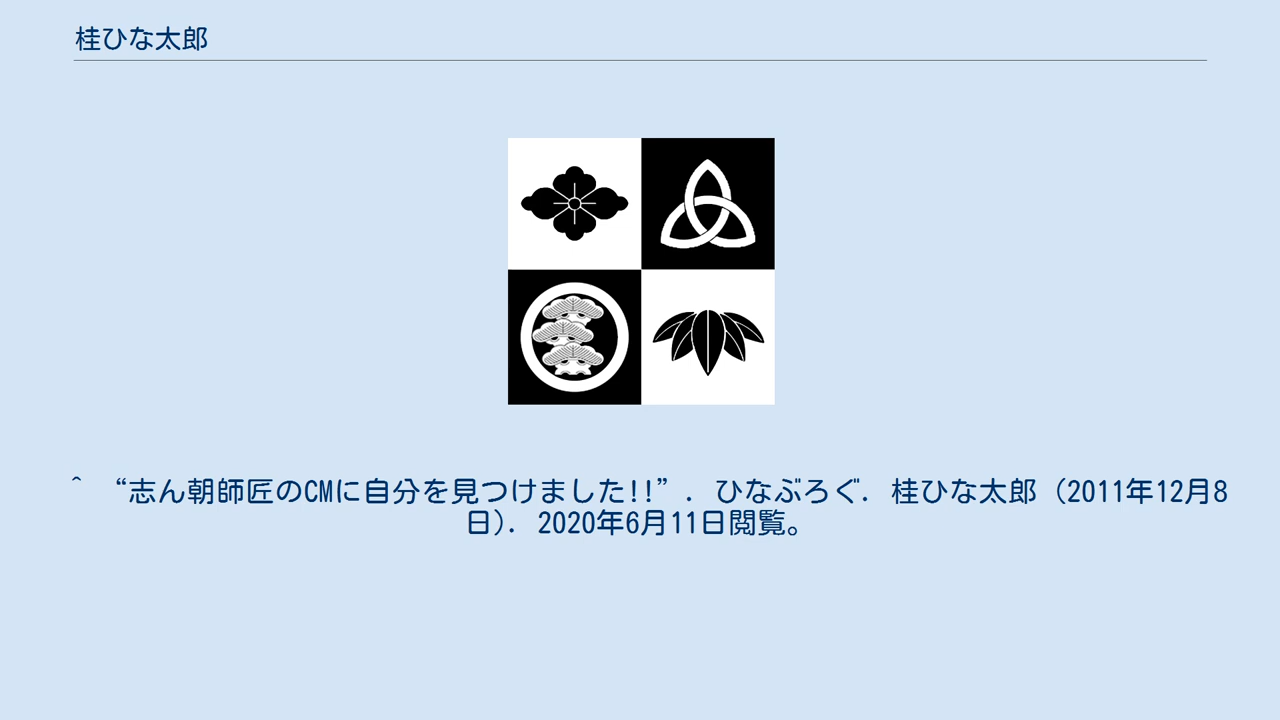 桂ひな太郎
^ “志ん朝師匠のCMに自分を見つけました!!”. ひなぶろぐ. 桂ひな太郎 (2011年12月8
日). 2020年6月11日閲覧。